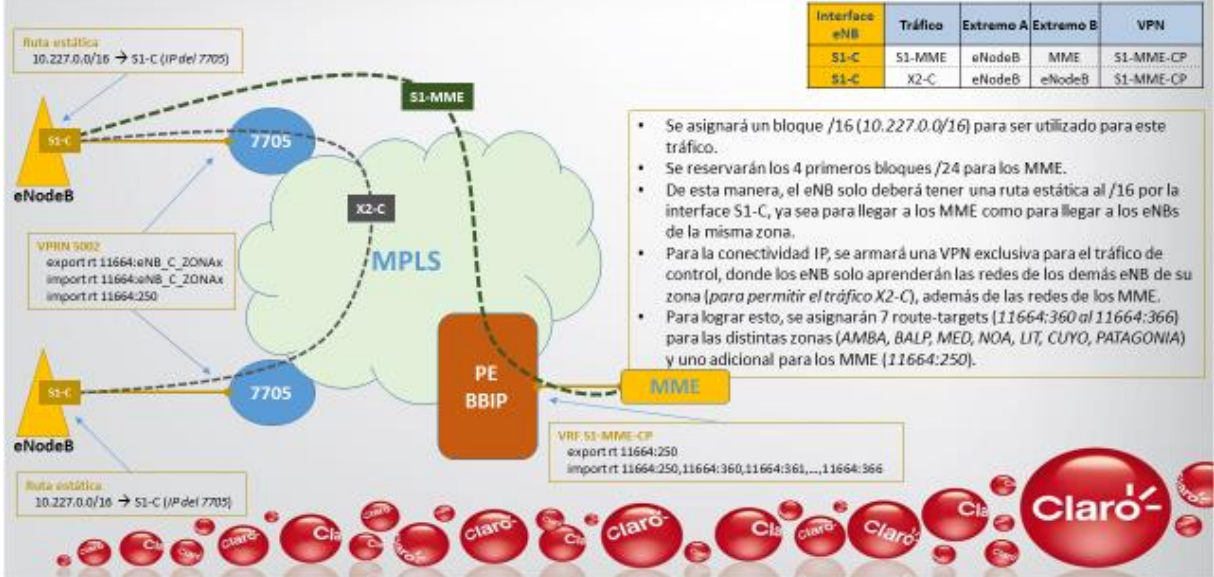 Interface eNB	Tráfico	Extremo A	Extremo B	VPN
S1-C	S1-MME	eNodeB	MME	S1-MME-CP
S1-C	X2-C	eNodeB	eNodeB	S1-MME-CP
Ruta estática
10.227.0.0/16 → S1-C (IP del 7705)
S1-C
eNodeB
7705
S1-MME
X2-C
MPLS
VPRN 5002
export rt 11664:eNB_C_ZONAx
import rt 11664:eNB_C_ZONAx
import rt 11664:250
S1-C
eNodeB
7705
PE
BBIP
MME
Ruta estática
10.227.0.0/16 → S1-C (IP del 7705)
VRF S1-MME-CP
export rt 11664:250
import rt 11664:250,11664:360,11664:361,...,11664:366
• Se asignará un bloque /16 (10.227.0.0/16) para ser utilizado para este
tráfico.
• Se reservarán los 4 primeros bloques /24 para los MME.
• De esta manera, el eNB solo deberá tener una ruta estática al /16 por la
interface S1-C, ya sea para llegar a los MME como para llegar a los eNBs
de la misma zona.
• Para la conectividad IP, se armará una VPN exclusiva para el tráfico de
control, donde los eNB solo aprenderán las redes de los demás eNB de su
zona (para permitir el tráfico X2-C), además de las redes de los MME.
• Para lograr esto, se asignarán 7 route-targets (11664:360 al 11664:366)
para las distintas zonas (AMBA, BALP, MED, NOA, LIT, CUYO, PATAGONIA)
y uno adicional para los MME (11664:250).
Claro